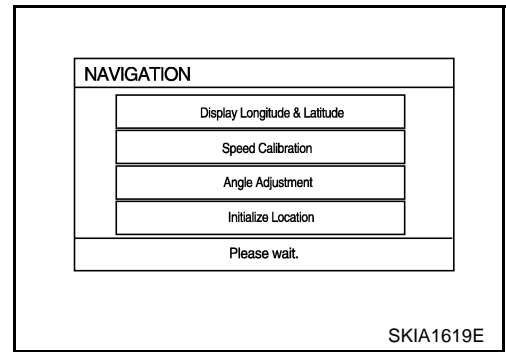 NAVIGATION
Display Longitude & Latitude
Speed Calibration
Angle Adjustment
Initialize Location
Please wait.
SKIA1619E